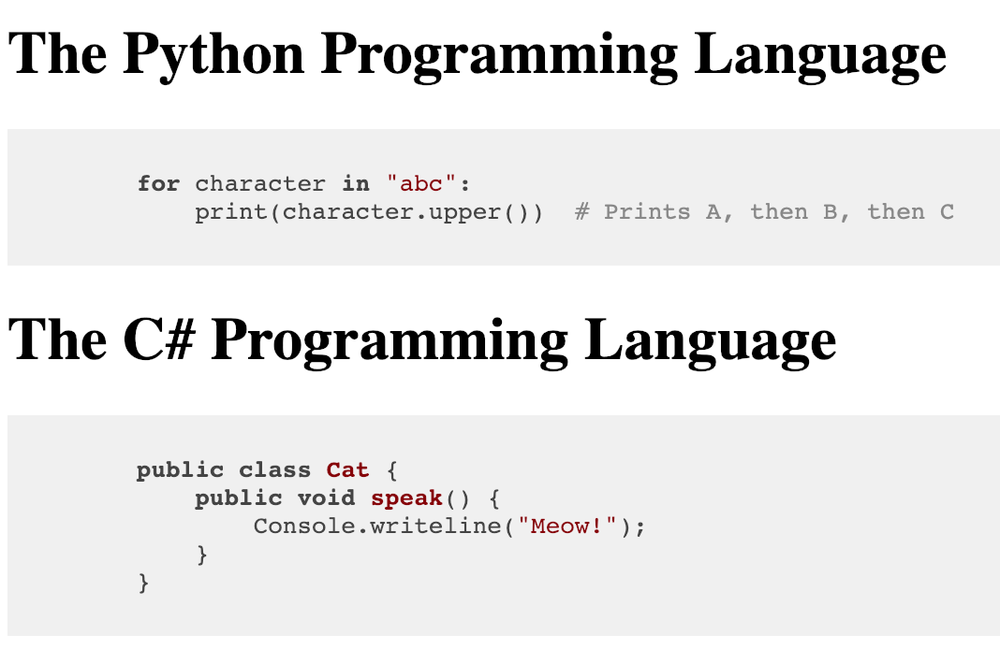 The Python Programming Language
for character in "abc":
    print(character.upper())  # Prints A, then B, then C
The C# Programming Language
public class Cat {
    public void speak() {
        Console.writeline("Meow!");
    }
}